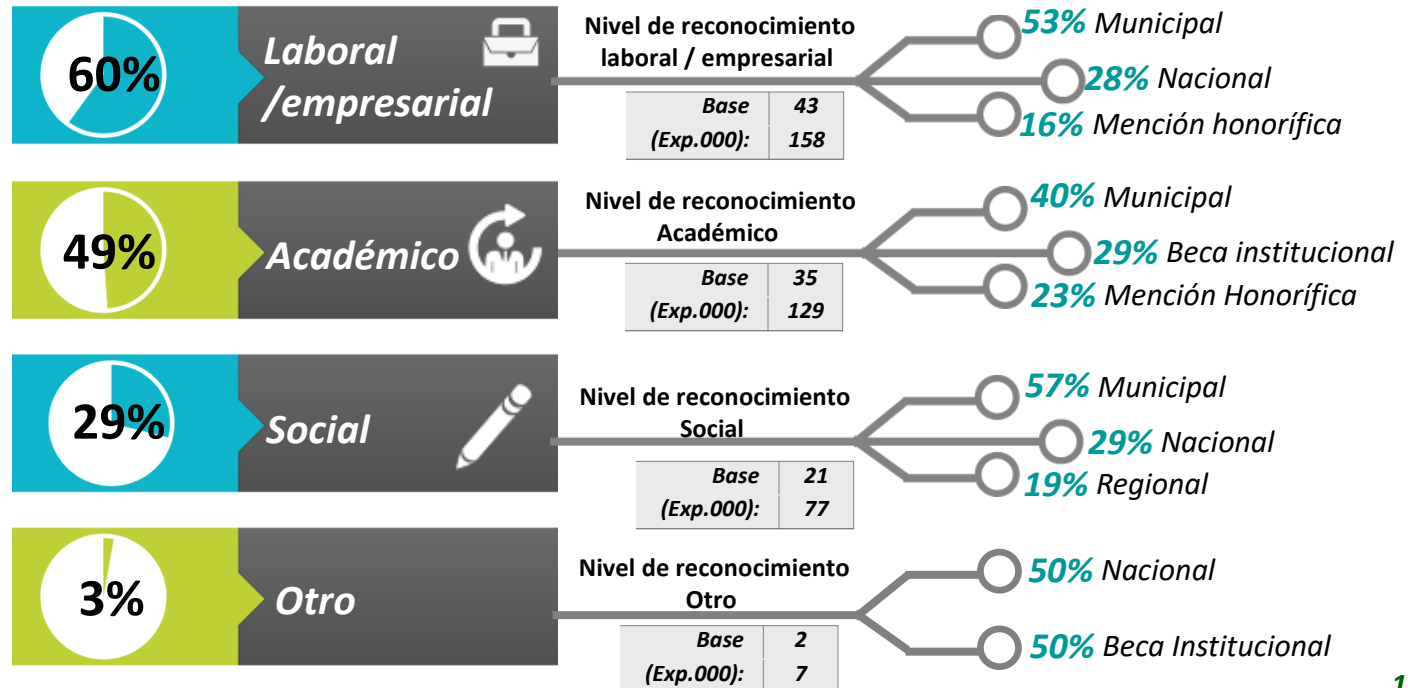 60%
Laboral
/empresarial
Nivel de reconocimiento
laboral / empresarial
Base 43
(Exp.000): 158
53% Municipal
28% Nacional
16% Mención honorífica
49%
Académico
Nivel de reconocimiento
Académico
Base 35
(Exp.000): 129
40% Municipal
29% Beca institucional
23% Mención Honorífica
29%
Social
Nivel de reconocimiento
Social
Base 21
(Exp.000): 77
57% Municipal
29% Nacional
19% Regional
3%
Otro
Nivel de reconocimiento
Otro
Base 2
(Exp.000): 7
50% Nacional
50% Beca Institucional
1